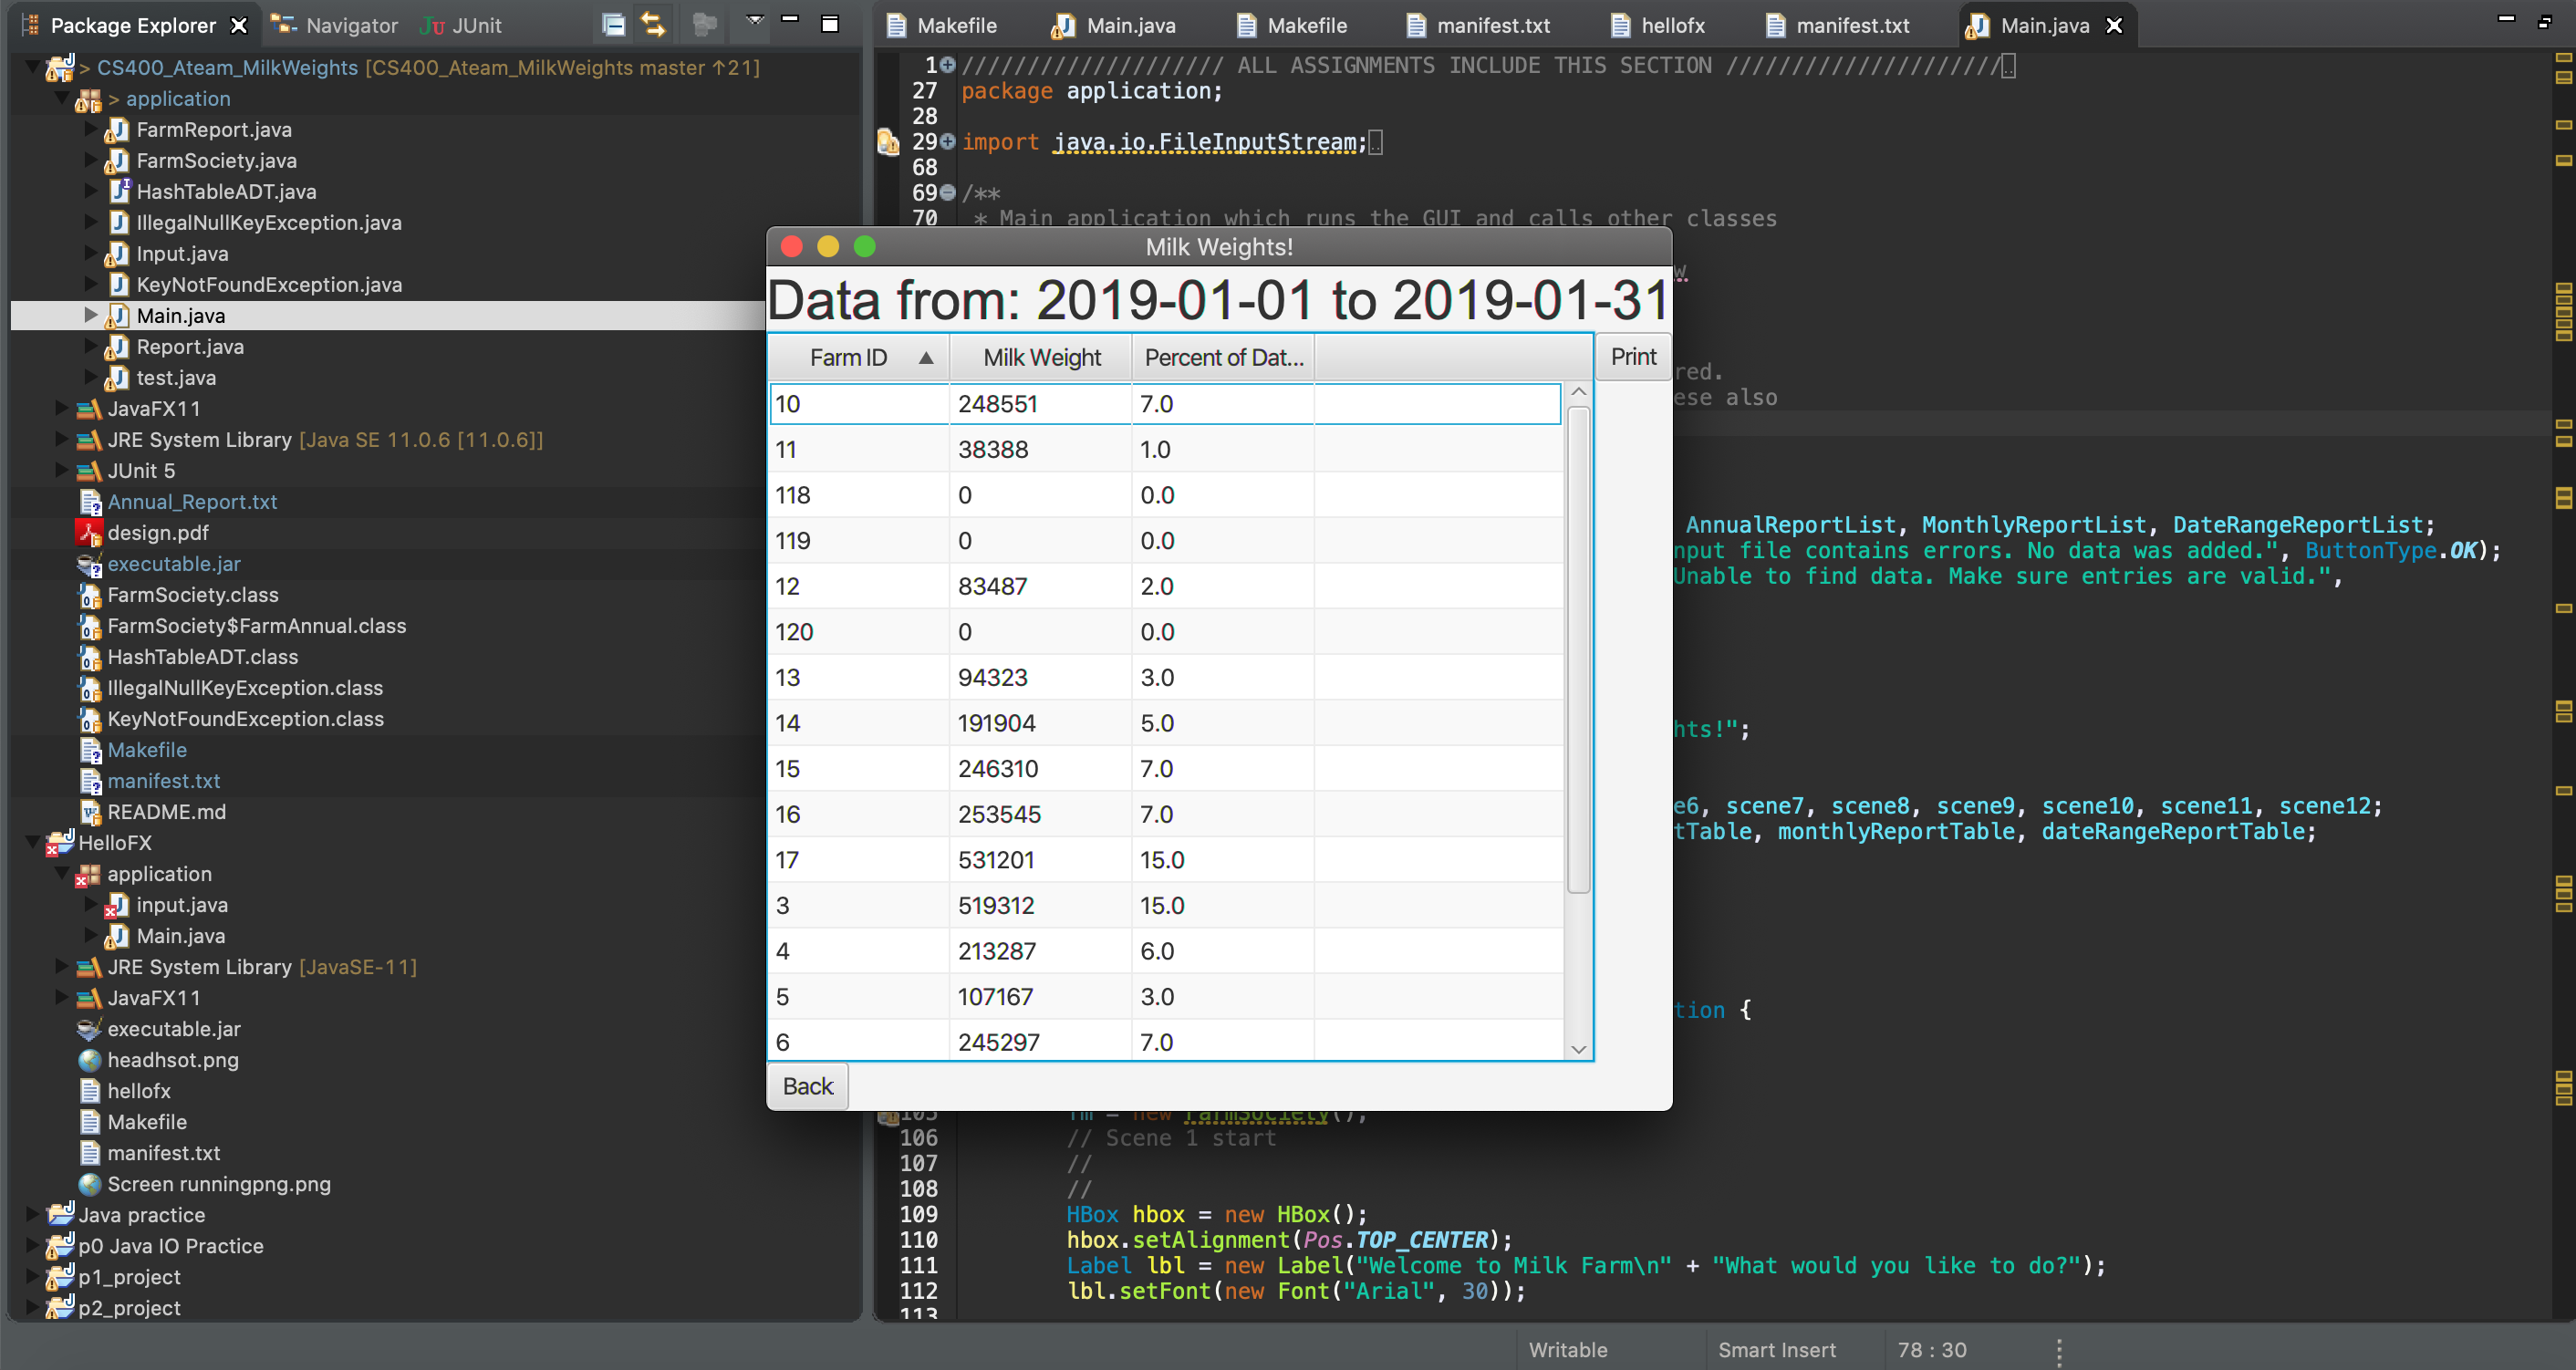 Package Explorer Navigator JUnit
> CS400_Ateam_MilkWeights [CS400_Ateam_MilkWeights master ↑21]
> application
FarmReport.java
FarmSociety.java
HashTableADT.java
IllegalNullKeyException.java
Input.java
KeyNotFoundException.java
Main.java
Report.java
test.java
JavaFX11
JRE System Library [Java SE 11.0.6 [11.0.6]]
JUnit 5
Annual_Report.txt
design.pdf
executable.jar
FarmSociety.class
FarmSociety$FarmAnnual.class
HashTableADT.class
IllegalNullKeyException.class
KeyNotFoundException.class
Makefile
manifest.txt
README.md
HelloFX
application
input.java
Main.java
JRE System Library [JavaSE-11]
JavaFX11
executable.jar
headhsot.png
hellofx
Makefile
manifest.txt
Screen runningpng.png
Java practice
p0 Java IO Practice
p1_project
p2_project
Makefile Main.java Makefile manifest.txt hellofx manifest.txt Main.java
1 //////////////////// ALL ASSIGNMENTS INCLUDE THIS SECTION /////////////////////
27 package application;
28
29 import java.io.FileInputStream;
68
69 /**
70 * Main application which runs the GUI and calls other classes
w.
red.
ese also
AnnualReportList, MonthlyReportList, DateRangeReportList;
nput file contains errors. No data was added.", ButtonType.OK);
Unable to find data. Make sure entries are valid.",
hts!";
e6, scene7, scene8, scene9, scene10, scene11, scene12;
tTable, monthlyReportTable, dateRangeReportTable;
tion {
105 fm = new FarmSociety();
106 // Scene 1 start
107 //
108 //
109 HBox hbox = new HBox();
110 hbox.setAlignment(Pos.TOP_CENTER);
111 Label lbl = new Label("Welcome to Milk Farm\n" + "What would you like to do?");
112 lbl.setFont(new Font("Arial", 30));
113
Milk Weights!
Data from: 2019-01-01 to 2019-01-31
Farm ID Milk Weight Percent of Dat... Print
10 248551 7.0
11 38388 1.0
118 0 0.0
119 0 0.0
12 83487 2.0
120 0 0.0
13 94323 3.0
14 191904 5.0
15 246310 7.0
16 253545 7.0
17 531201 15.0
3 519312 15.0
4 213287 6.0
5 107167 3.0
6 245297 7.0
Back
Writable Smart Insert 78 : 30